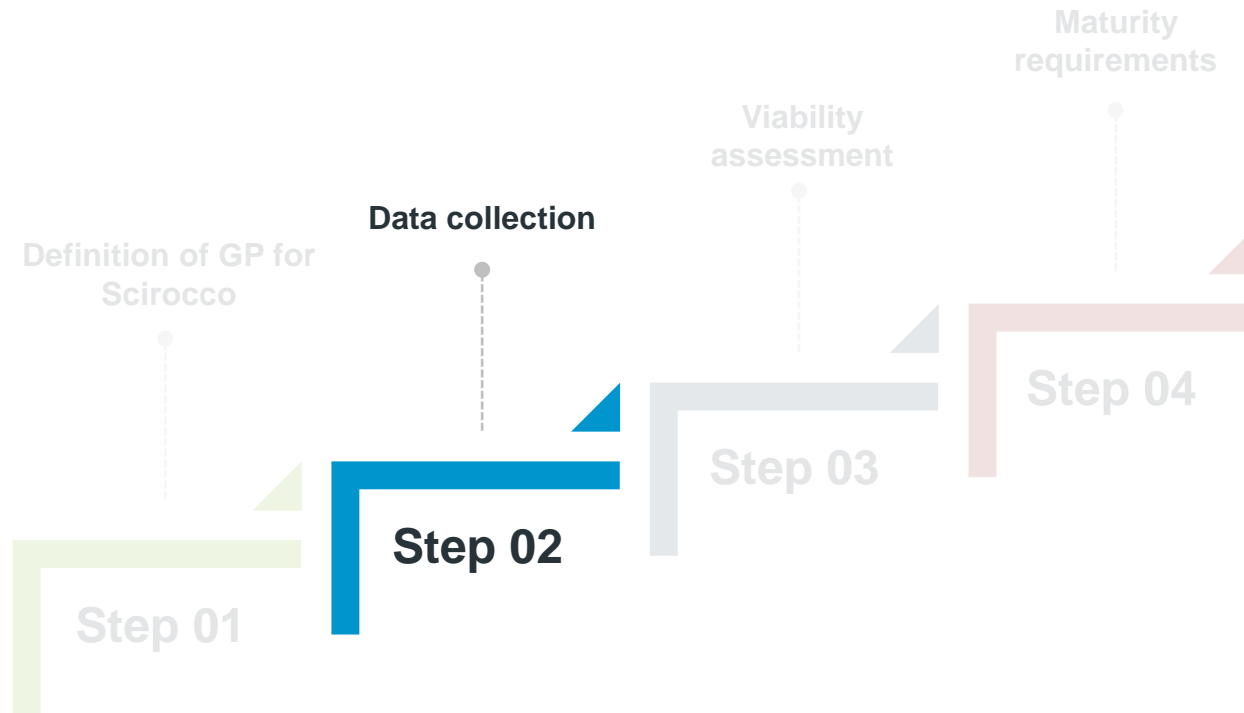 Maturity
requirements
Viability
assessment
Data collection
Definition of GP for
Scirocco
Step 04
Step 03
Step 02
Step 01